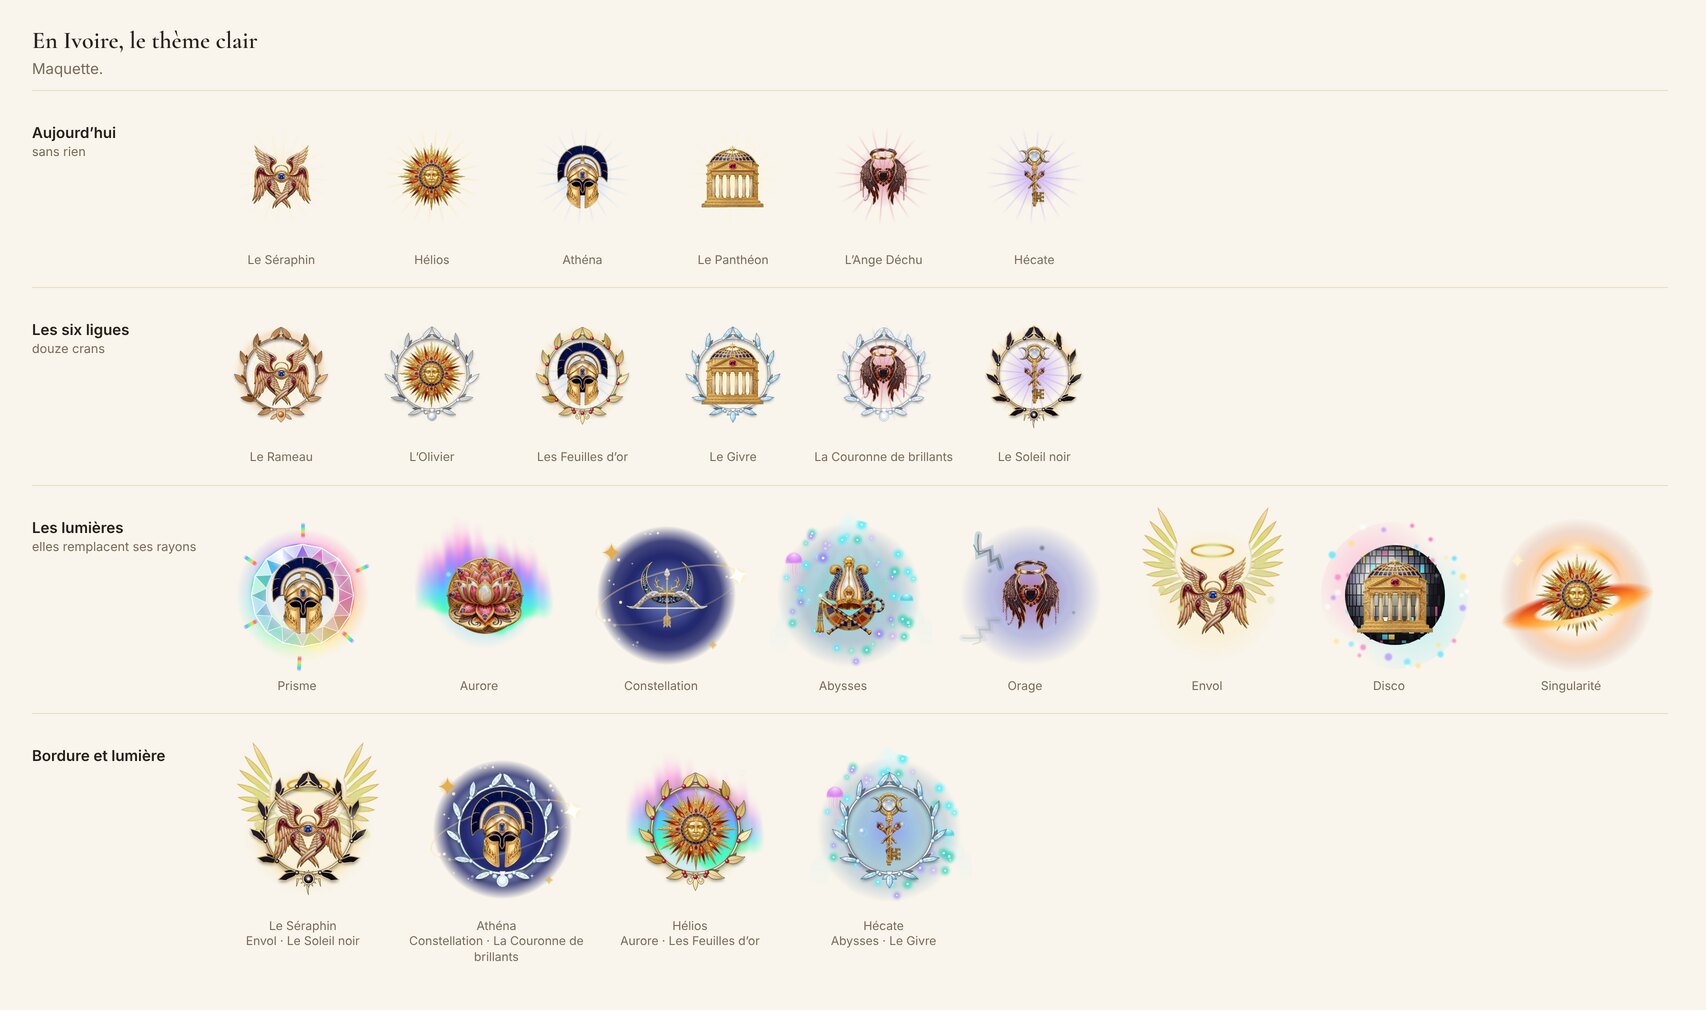 En Ivoire, le thème clair
Maquette.
Aujourd’hui
sans rien
Le Séraphin
Hélios
Athéna
Le Panthéon
L’Ange Déchu
Hécate
Les six ligues
douze crans
Le Rameau
L’Olivier
Les Feuilles d’or
Le Givre
La Couronne de brillants
Le Soleil noir
Les lumières
elles remplacent ses rayons
Prisme
Aurore
Constellation
Abysses
Orage
Envol
Disco
Singularité
Bordure et lumière
Le Séraphin
Envol · Le Soleil noir
Athéna
Constellation · La Couronne de
brillants
Hélios
Aurore · Les Feuilles d’or
Hécate
Abysses · Le Givre